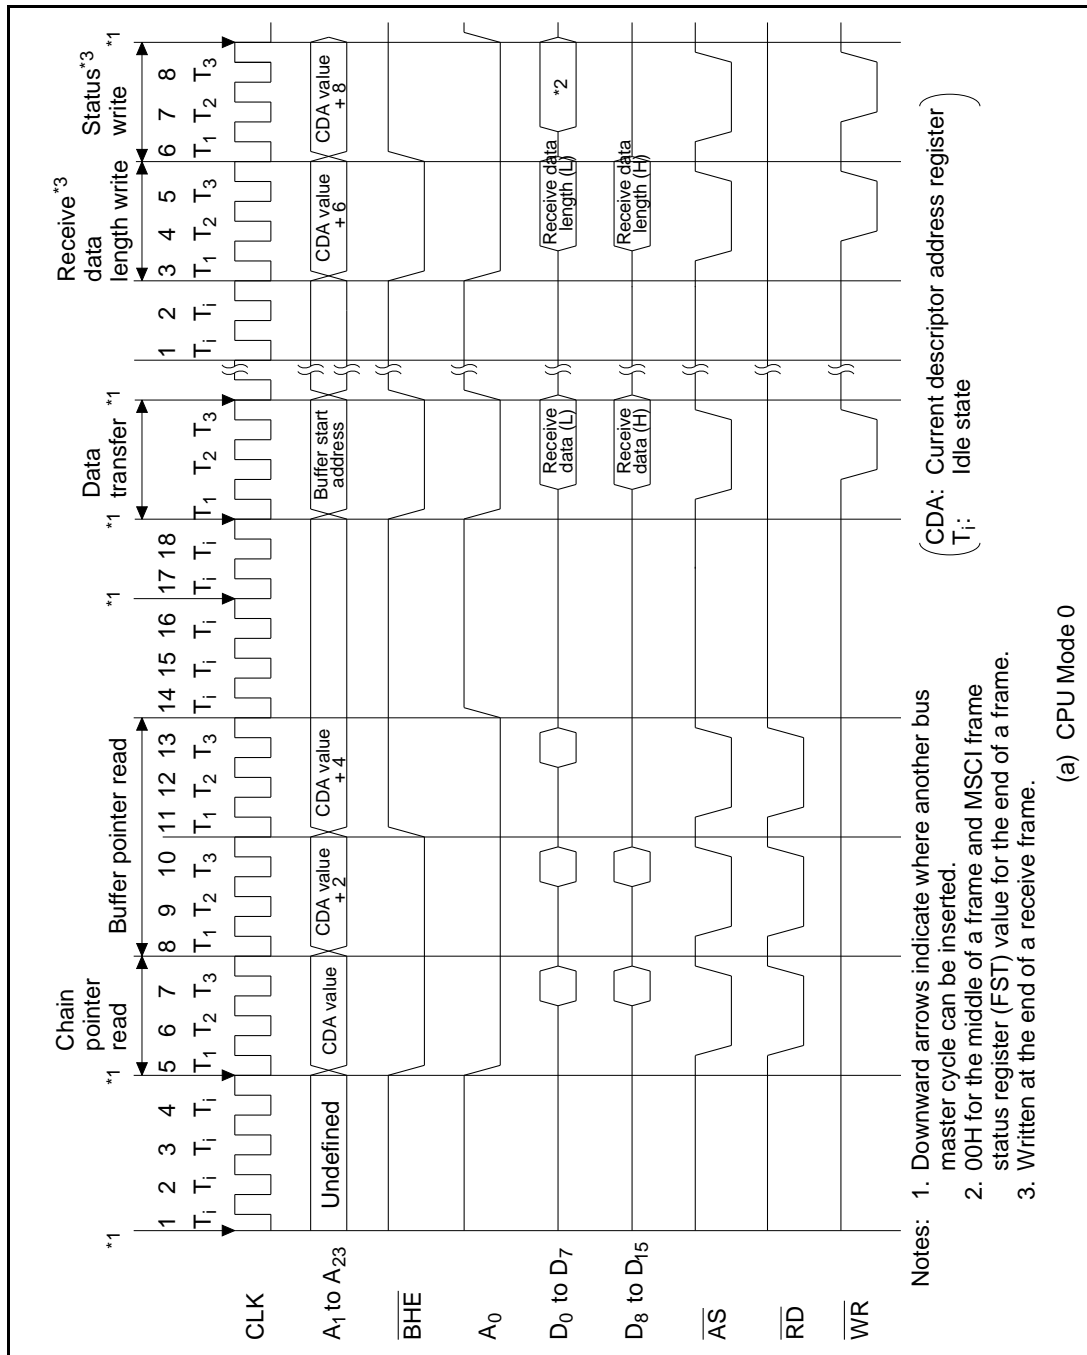 Chain
pointer
read
Buffer pointer read
Data
transfer
Receive*3
data
length write
Status*3
write
*1 *1 *1 *1 *1 *1
1 2 3 4 5 6 7 8 9 10 11 12 13 14 15 16 17 18 1 2 3 4 5 6 7 8
Ti Ti Ti Ti T1 T2 T3 T1 T2 T3 T1 T2 T3 Ti Ti Ti Ti Ti T1 T2 T3 Ti Ti T1 T2 T3 T1 T2 T3
CLK
A1 to A23
Undefined
CDA value
CDA value
+ 2
CDA value
+ 4
Buffer start
address
CDA value
+ 6
CDA value
+ 8
BHE
A0
D0 to D7
Receive
data (L)
Receive data
length (L)
*2
D8 to D15
Receive
data (H)
Receive data
length (H)
AS
RD
WR
Notes: 1. Downward arrows indicate where another bus
master cycle can be inserted.
2. 00H for the middle of a frame and MSCI frame
status register (FST) value for the end of a frame.
3. Written at the end of a receive frame.
(CDA: Current descriptor address register
Ti: Idle state)
(a) CPU Mode 0